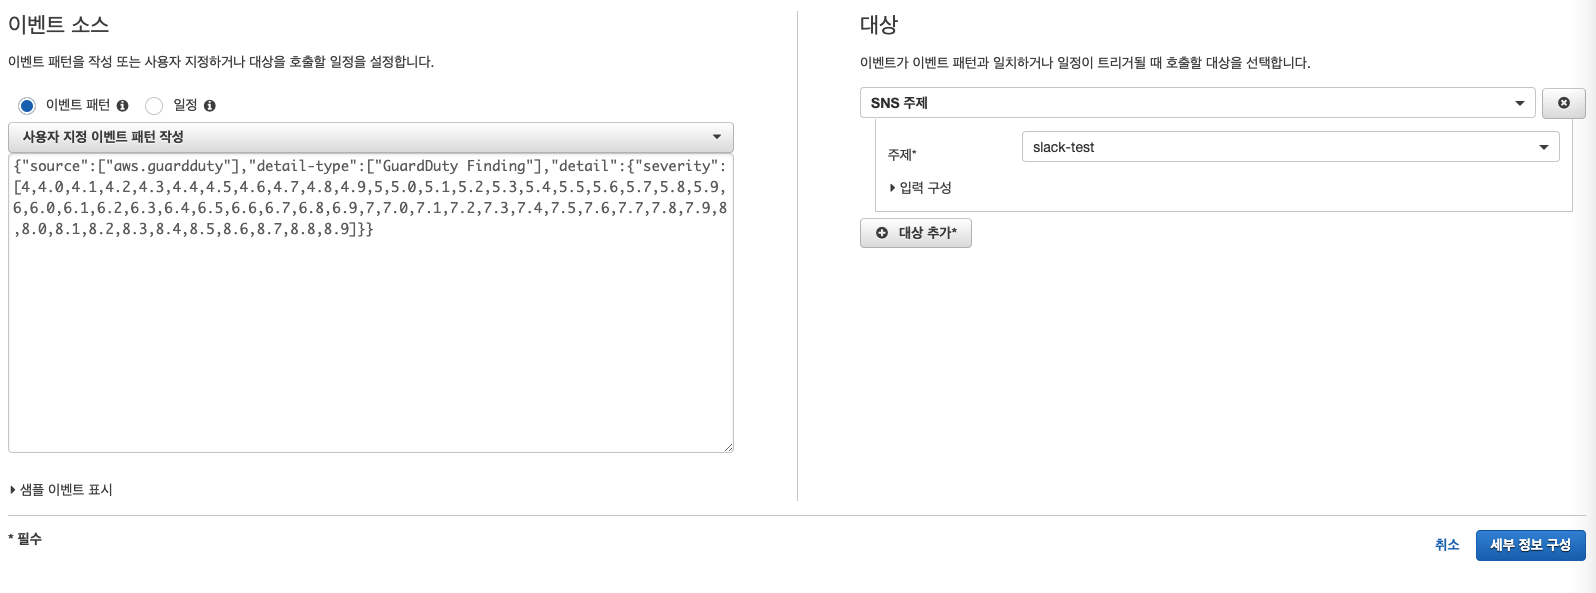 이벤트 소스
이벤트 패턴을 작성 또는 사용자 지정하거나 대상을 호출할 일정을 설정합니다.
이벤트 패턴 일정
사용자 지정 이벤트 패턴 작성
{"source":["aws.guardduty"],"detail-type":["GuardDuty Finding"],"detail":{"severity":
[4,4.0,4.1,4.2,4.3,4.4,4.5,4.6,4.7,4.8,4.9,5,5.0,5.1,5.2,5.3,5.4,5.5,5.6,5.7,5.8,5.9,
6,6.0,6.1,6.2,6.3,6.4,6.5,6.6,6.7,6.8,6.9,7,7.0,7.1,7.2,7.3,7.4,7.5,7.6,7.7,7.8,7.9,8
,8.0,8.1,8.2,8.3,8.4,8.5,8.6,8.7,8.8,8.9]}}
샘플 이벤트 표시
대상
이벤트가 이벤트 패턴과 일치하거나 일정이 트리거될 때 호출할 대상을 선택합니다.
SNS 주제
주제* slack-test
입력 구성
대상 추가*
* 필수
취소 세부 정보 구성